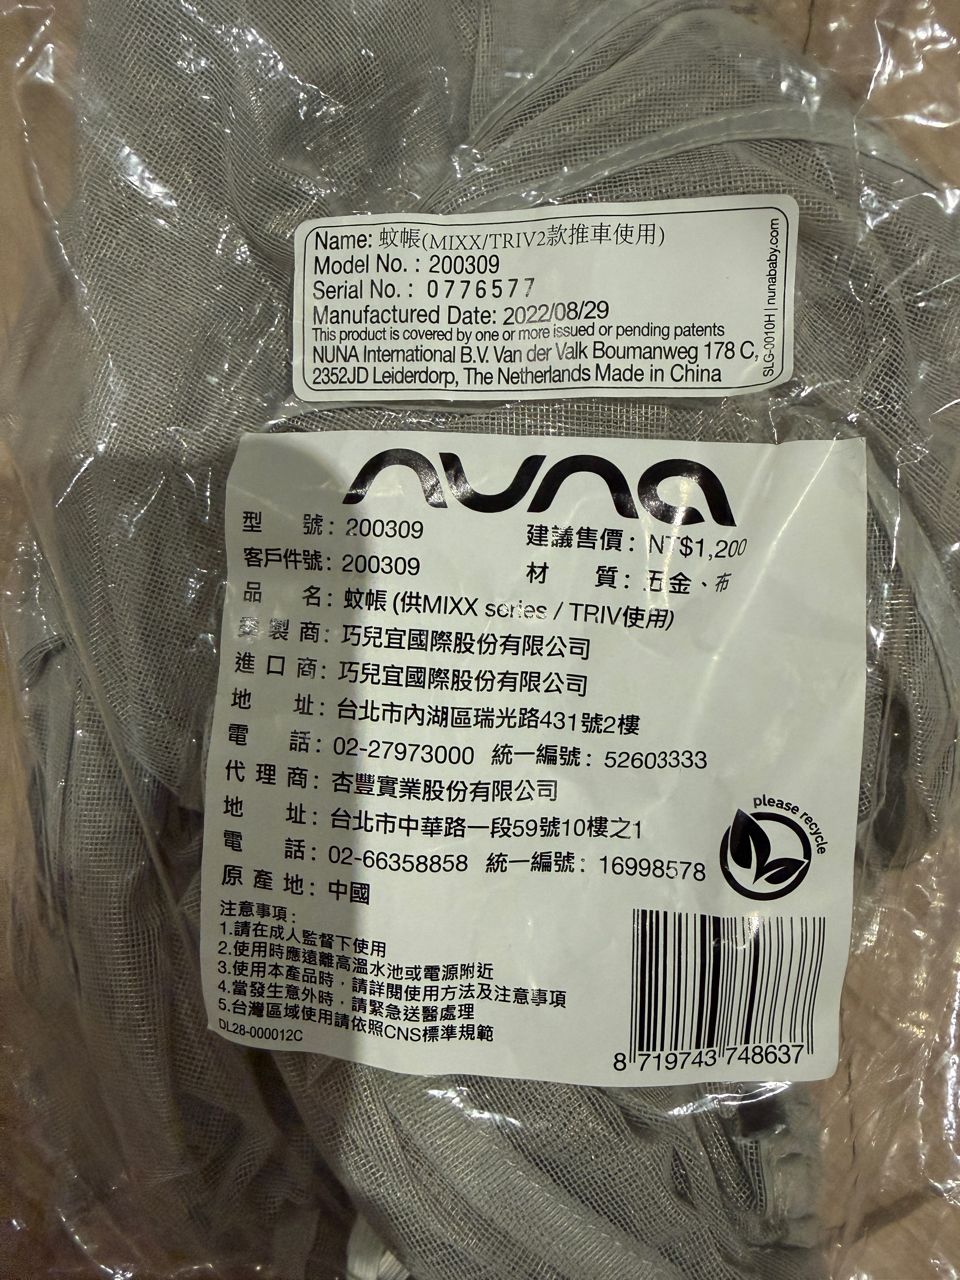 Name: 蚊帳(MIXX/TRIV2款推車使用)
Model No. : 200309
Serial No. : 0776577
Manufactured Date: 2022/08/29
This product is covered by one or more issued or pending patents
NUNA International B.V. Van der Valk Boumanweg 178 C,
2352JD Leiderdorp, The Netherlands Made in China
SLG-0010H | nunababy.com
nuna
型號：200309
建議售價：NT$1,200
客戶件號：200309
材質：五金、布
品名：蚊帳 (供MIXX series / TRIV使用)
委製商：巧兒宜國際股份有限公司
進口商：巧兒宜國際股份有限公司
地址：台北市內湖區瑞光路431號2樓
電話：02-27973000 統一編號：52603333
代理商：杏豐實業股份有限公司
地址：台北市中華路一段59號10樓之1
電話：02-66358858 統一編號：16998578
原產地：中國
please recycle
注意事項：
1.請在成人監督下使用
2.使用時應遠離高溫水池或電源附近
3.使用本產品時，請詳閱使用方法及注意事項
4.當發生意外時，請緊急送醫處理
5.台灣區域使用請依照CNS標準規範
DL28-000012C
8 719743 748637